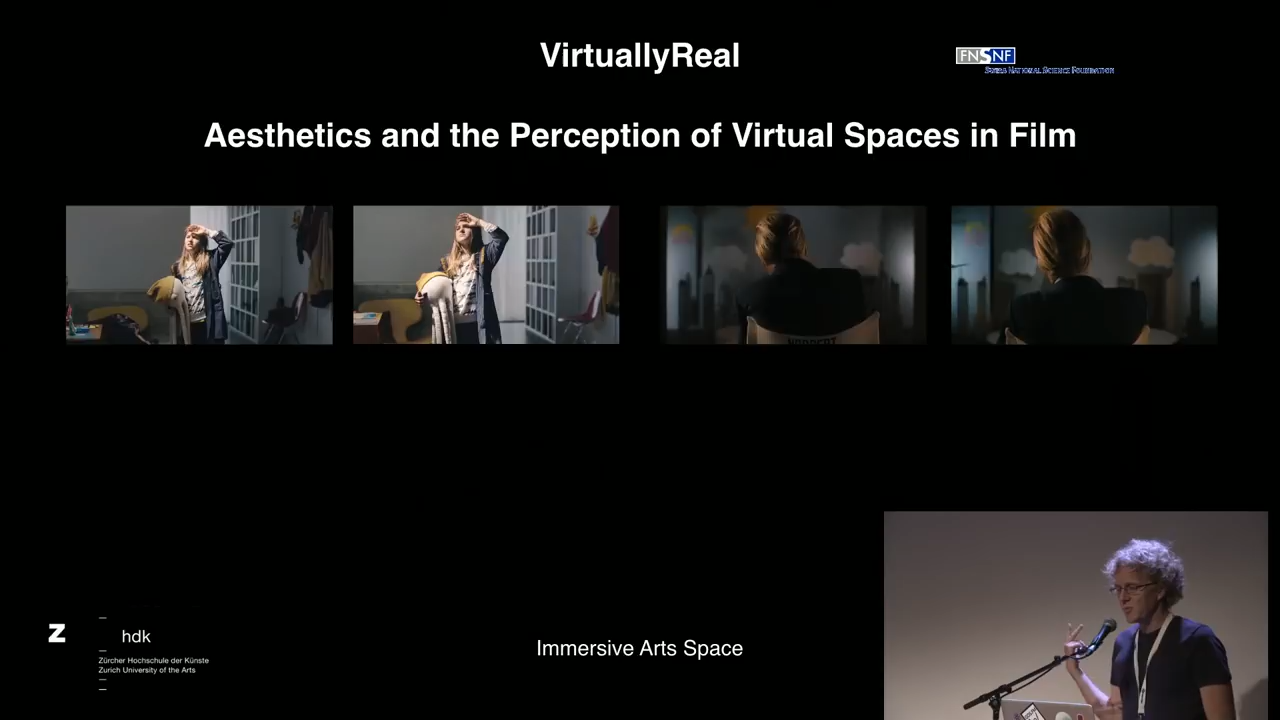 VirtuallyReal
FNSNF
SWISS NATIONAL SCIENCE FOUNDATION
Aesthetics and the Perception of Virtual Spaces in Film
NORBERT
Z
hdk
Zürcher Hochschule der Künste
Zurich University of the Arts
Immersive Arts Space